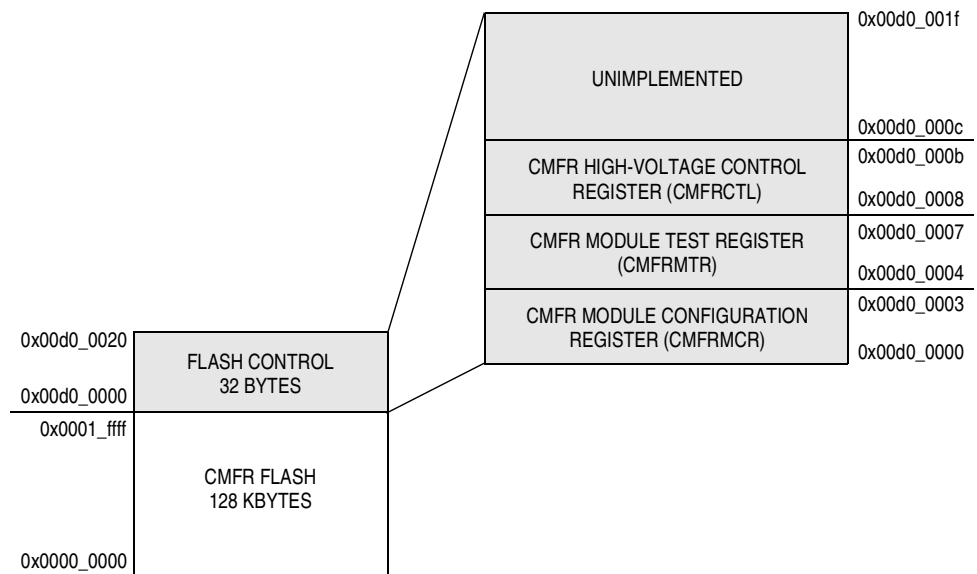 0x00d0_001f
UNIMPLEMENTED
0x00d0_000c
0x00d0_000b
CMFR HIGH-VOLTAGE CONTROL
REGISTER (CMFRCTL)
0x00d0_0008
0x00d0_0007
CMFR MODULE TEST REGISTER
(CMFRMTR)
0x00d0_0004
0x00d0_0003
CMFR MODULE CONFIGURATION
REGISTER (CMFRMCR)
0x00d0_0000
0x00d0_0020
FLASH CONTROL
32 BYTES
0x00d0_0000
0x0001_ffff
CMFR FLASH
128 KBYTES
0x0000_0000